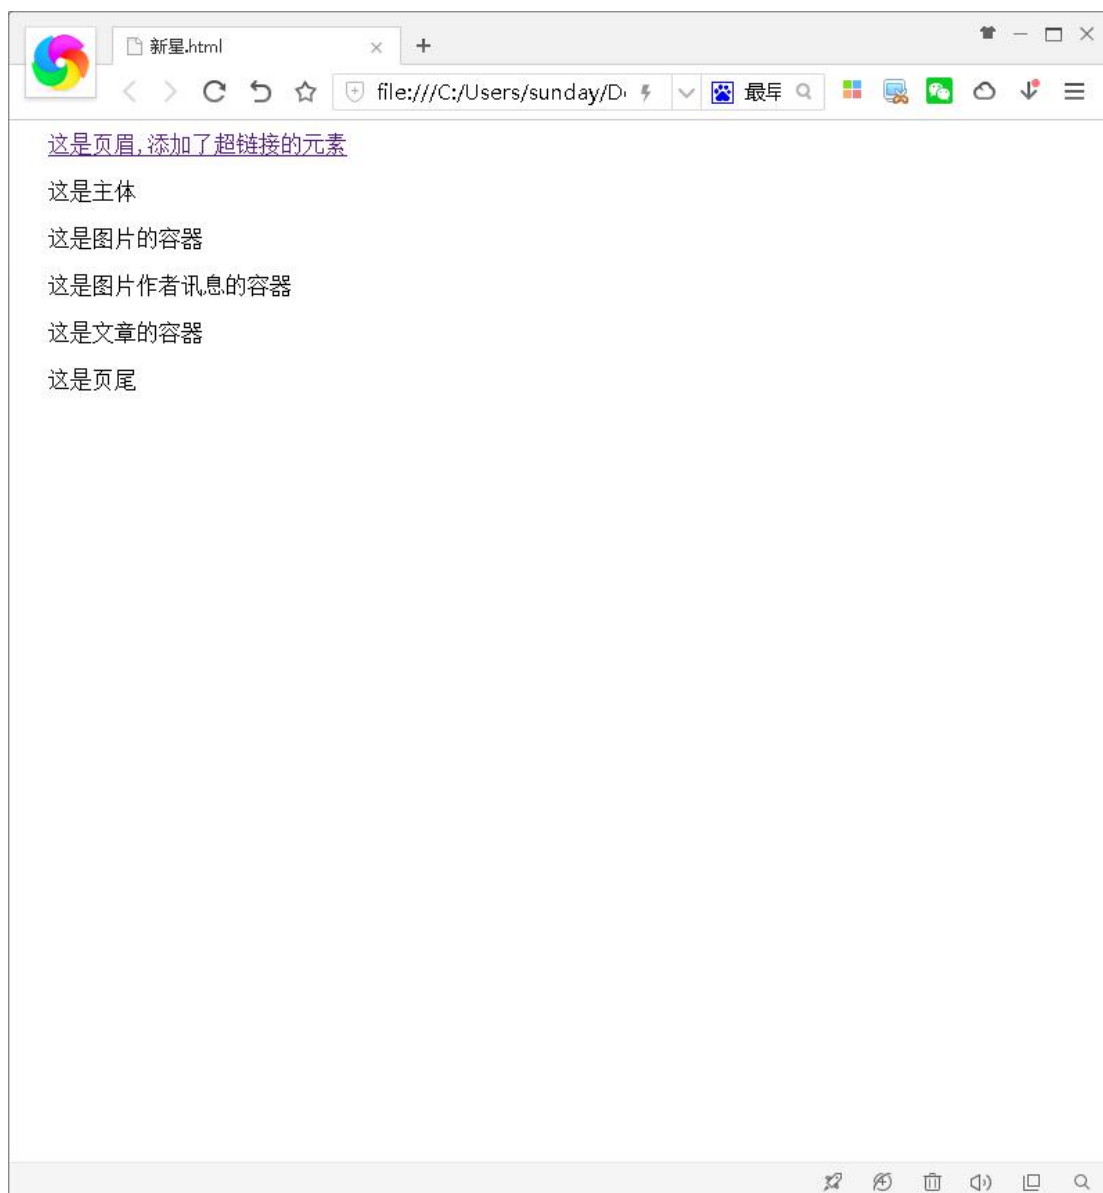 新星.html
file:///C:/Users/sunday/D
最早
这是页眉,添加了超链接的元素
这是主体
这是图片的容器
这是图片作者讯息的容器
这是文章的容器
这是页尾